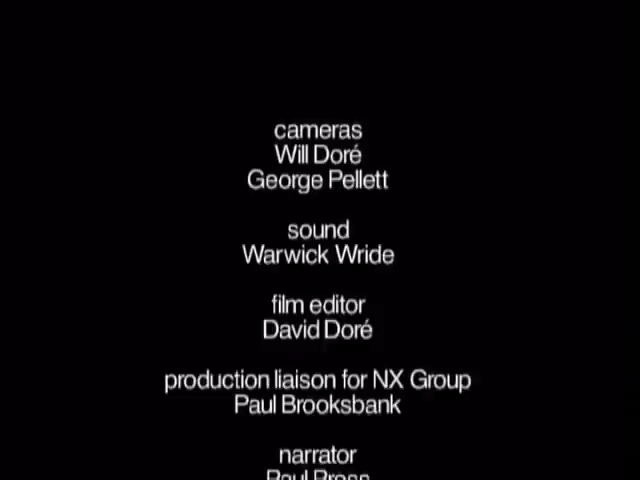 cameras
Will Doré
George Pellett
sound
Warwick Wride
film editor
David Doré
production liaison for NX Group
Paul Brooksbank
narrator
Paul